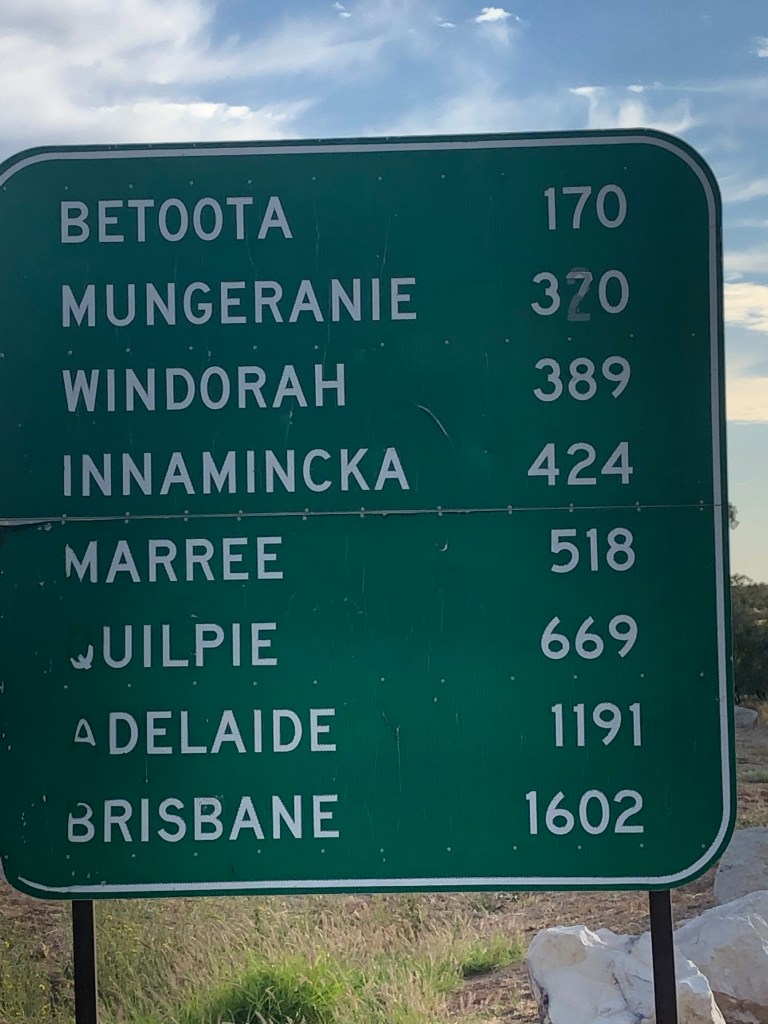 BETOOTA 170
MUNGERANIE 320
WINDORAH 389
INNAMINCKA 424
MARREE 518
QUILPIE 669
ADELAIDE 1191
BRISBANE 1602